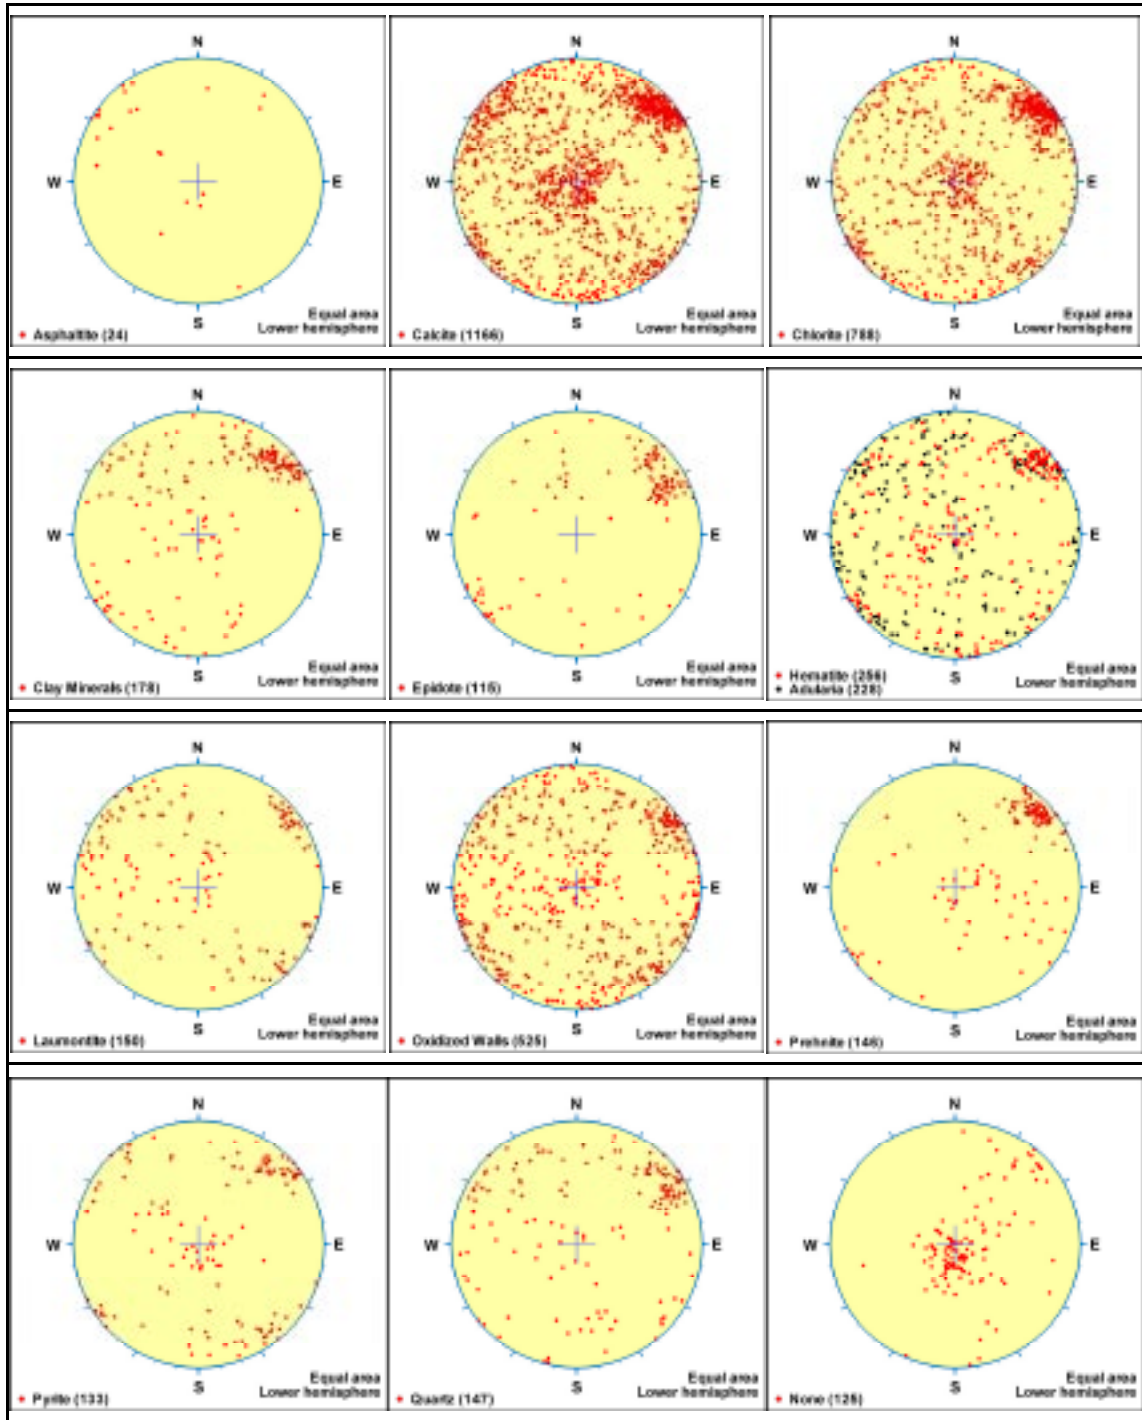 N
W
E
S
Equal area
Lower hemisphere
Asphaltite (24)
N
W
E
S
Equal area
Lower hemisphere
Calcite (1166)
N
W
E
S
Equal area
Lower hemisphere
Chlorite (788)
N
W
E
S
Equal area
Lower hemisphere
Clay Minerals (178)
N
W
E
S
Equal area
Lower hemisphere
Epidote (115)
N
W
E
S
Equal area
Lower hemisphere
Hematite (256)
Adularia (228)
N
W
E
S
Equal area
Lower hemisphere
Laumontite (150)
N
W
E
S
Equal area
Lower hemisphere
Oxidized Walls (525)
N
W
E
S
Equal area
Lower hemisphere
Prehnite (146)
N
W
E
S
Equal area
Lower hemisphere
Pyrite (133)
N
W
E
S
Equal area
Lower hemisphere
Quartz (147)
N
W
E
S
Equal area
Lower hemisphere
None (125)